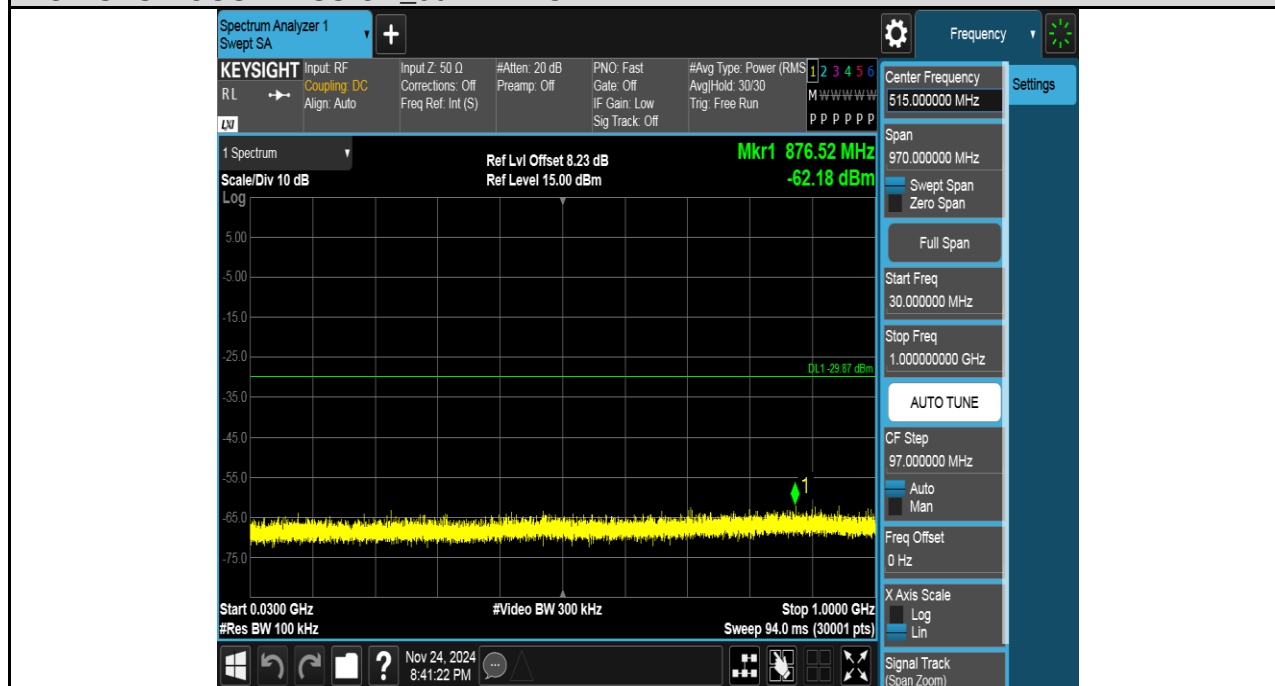 Spectrum Analyzer 1
Swept SA
+
Frequency
KEYSIGHT
RL
LXI
Input: RF
Coupling: DC
Align: Auto
Input Z: 50 Ω
Corrections: Off
Freq Ref: Int (S)
#Atten: 20 dB
Preamp: Off
PNO: Fast
Gate: Off
IF Gain: Low
Sig Track: Off
#Avg Type: Power (RMS
Avg|Hold: 30/30
Trig: Free Run
1 2 3 4 5 6
M W W W W W
P P P P P P
1 Spectrum
Scale/Div 10 dB
Log
Ref Lvl Offset 8.23 dB
Ref Level 15.00 dBm
Mkr1 876.52 MHz
-62.18 dBm
5.00
-5.00
-15.0
-25.0
DL1 -29.87 dBm
-35.0
-45.0
-55.0
1
-65.0
-75.0
Start 0.0300 GHz
#Res BW 100 kHz
#Video BW 300 kHz
Stop 1.0000 GHz
Sweep 94.0 ms (30001 pts)
?
Nov 24, 2024
8:41:22 PM
Center Frequency
515.000000 MHz
Span
970.000000 MHz
Swept Span
Zero Span
Full Span
Start Freq
30.000000 MHz
Stop Freq
1.000000000 GHz
AUTO TUNE
CF Step
97.000000 MHz
Auto
Man
Freq Offset
0 Hz
X Axis Scale
Log
Lin
Signal Track
(Span Zoom)
Settings